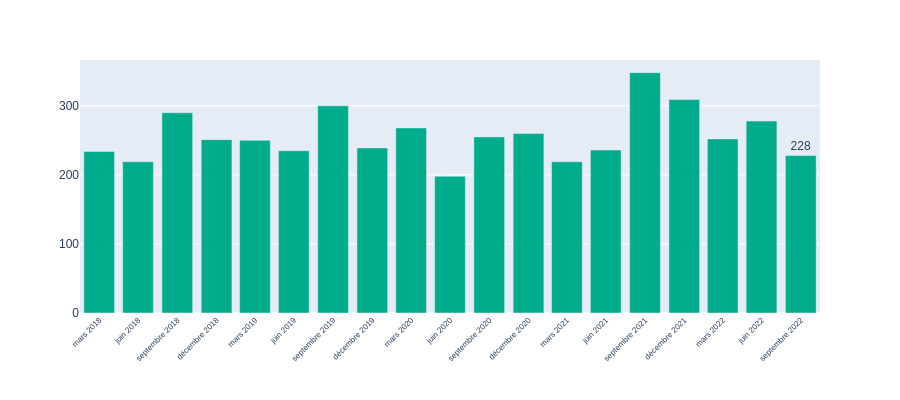 300
200
100
0
228
mars 2018
juin 2018
septembre 2018
décembre 2018
mars 2019
juin 2019
septembre 2019
décembre 2019
mars 2020
juin 2020
septembre 2020
décembre 2020
mars 2021
juin 2021
septembre 2021
décembre 2021
mars 2022
juin 2022
septembre 2022